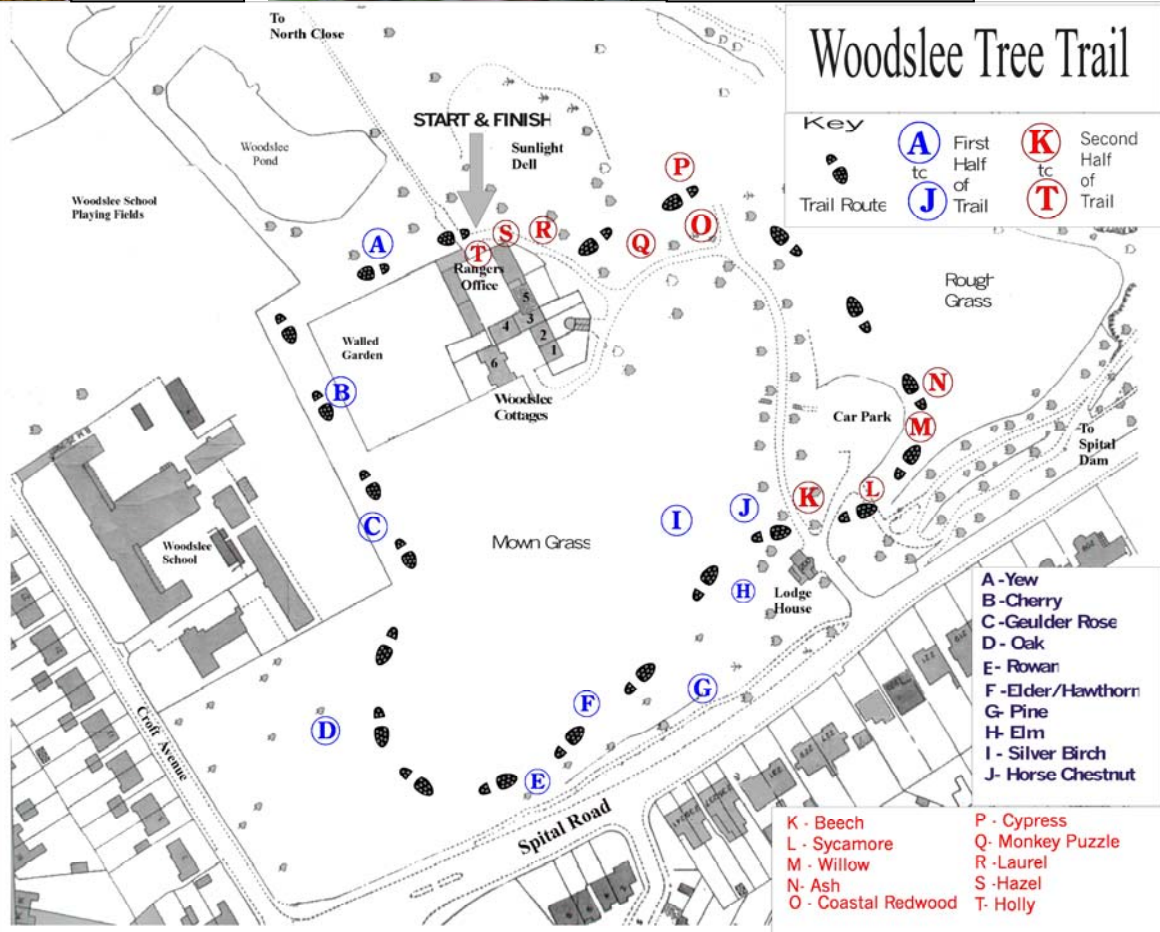 To
North Close
Woodslee Tree Trail
START & FINISH
Key
A
tc
J
First
Half
of
Trail
K
tc
T
Second
Half
of
Trail
Trail Route
Woodslee
Pond
Sunlight
Dell
Woodslee School
Playing Fields
P
O
A
S
R
Q
T
Rangers
Office
Rough
Grass
5
3
4
2
1
6
Walled
Garden
B
Woodslee
Cottages
N
Car Park
M
To
Spital
Dam
L
K
J
I
C
Mown Grass
Woodslee
School
H
Lodge
House
G
F
D
E
Croft Avenue
Spital Road
A -Yew
B -Cherry
C -Geulder Rose
D - Oak
E - Rowan
F -Elder/Hawthorn
G- Pine
H- Elm
I - Silver Birch
J- Horse Chestnut
K - Beech
L - Sycamore
M - Willow
N- Ash
O - Coastal Redwood
P - Cypress
Q- Monkey Puzzle
R -Laurel
S -Hazel
T- Holly